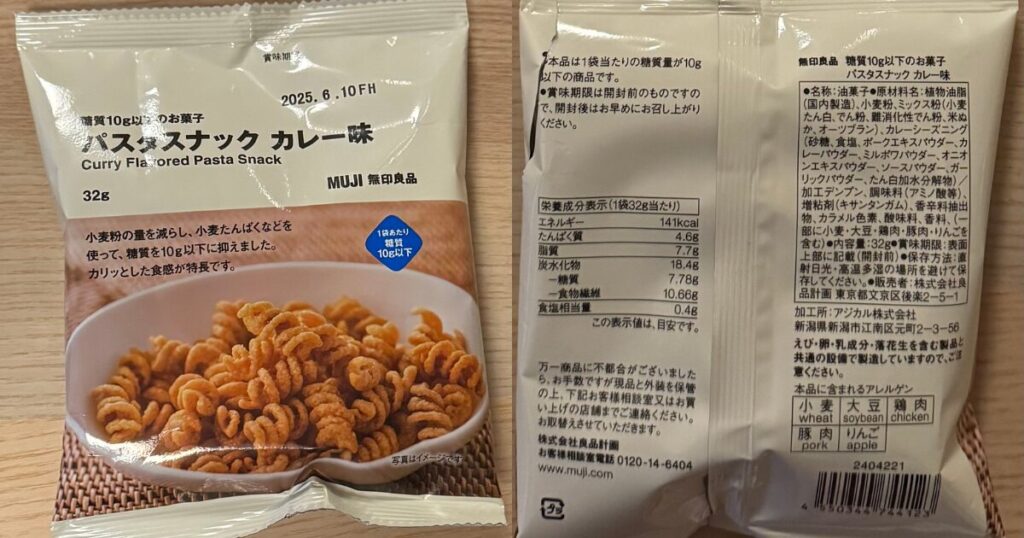 賞味期
2025.6.10FH
糖質10g以下のお菓子
パスタスナック カレー味
Curry Flavored Pasta Snack
32g
MUJI 無印良品
小麦粉の量を減らし、小麦たんぱくなどを
使って、糖質を10g以下に抑えました。
カリッとした食感が特長です。
1袋あたり
糖質
10g以下
写真はイメージです
本品は1袋当たりの糖質量が10g
以下の商品です。
●賞味期限は開封前のものですの
で、開封後はお早めにお召し上が
りください。
栄養成分表示(1袋32g当たり)
エネルギー 141kcal
たんぱく質 4.6g
脂質 7.7g
炭水化物 18.4g
―糖質 7.78g
―食物繊維 10.66g
食塩相当量 0.4g
この表示値は、目安です。
万一商品に不都合がございました
ら、お手数ですが現品と外装を保管
の上、下記お客様相談室又はお買
い上げの店舗までご連絡ください。
お取替えさせていただきます。
株式会社良品計画
お客様相談室電話 0120-14-6404
www.muji.com
無印良品 糖質10g以下のお菓子
パスタスナック カレー味
●名称:油菓子●原材料名:植物油脂
(国内製造)、小麦粉、ミックス粉(小麦
たん白、でん粉、難消化性でん粉、米ぬ
か、オーツブラン)、カレーシーズニング
(砂糖、食塩、ポークエキスパウダー、カ
レーパウダー、ミルポワパウダー、オニオ
ンエキスパウダー、ソースパウダー、ガ
ーリックパウダー、たん白加水分解物)/
加工デンプン、調味料(アミノ酸等)、
増粘剤(キサンタンガム)、香辛料抽出
物、カラメル色素、酸味料、香料、(一
部に小麦・大豆・鶏肉・豚肉・りんごを
含む)●内容量:32g●賞味期限:表面
上部に記載(開封前)●保存方法:直
射日光・高温多湿の場所を避けて保
存してください。●販売者:株式会社良
品計画 東京都文京区後楽2-5-1
加工所:アジカル株式会社
新潟県新潟市江南区元町2-3-56
えび・卵・乳成分・落花生を含む製品と
共通の設備で製造していますので、ご注
意ください。
本品に含まれるアレルゲン
小麦 大豆 鶏肉
wheat soybean chicken
豚肉 りんご
pork apple
2404221
4 550344 744123